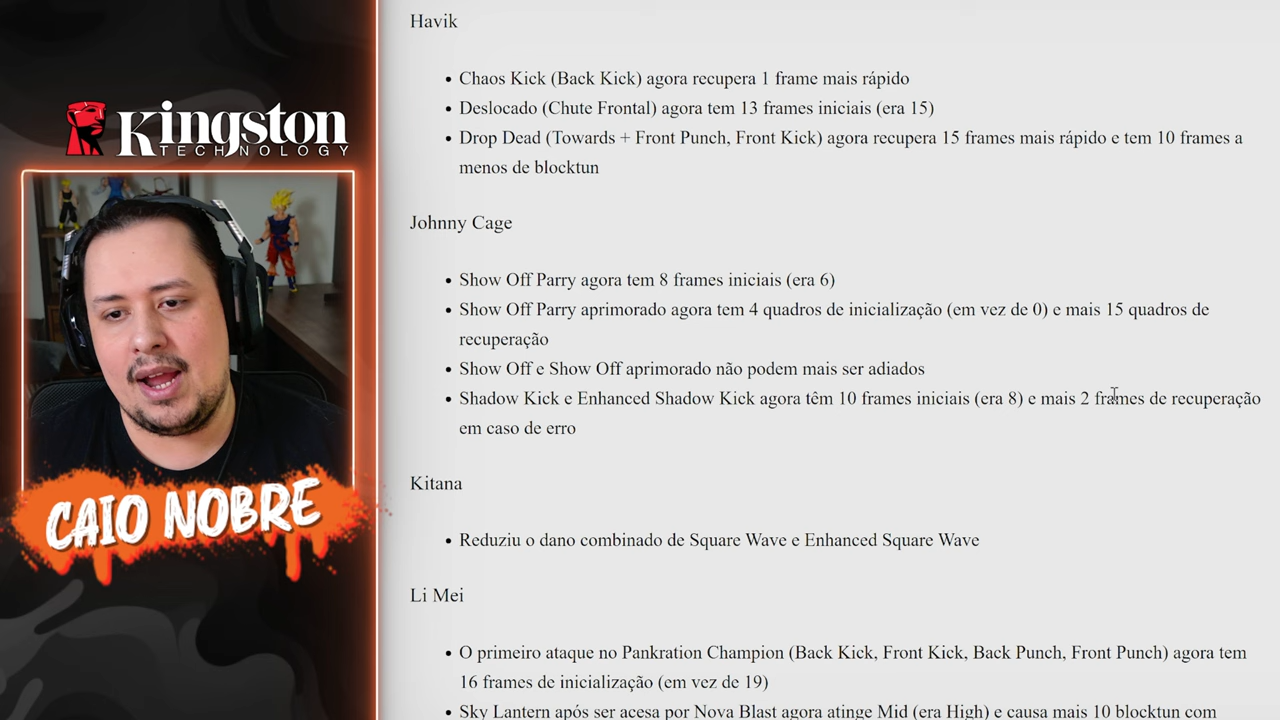 Kingston
TECHNOLOGY
CAIO NOBRE
Havik
• Chaos Kick (Back Kick) agora recupera 1 frame mais rápido
• Deslocado (Chute Frontal) agora tem 13 frames iniciais (era 15)
• Drop Dead (Towards + Front Punch, Front Kick) agora recupera 15 frames mais rápido e tem 10 frames a
menos de blocktun
Johnny Cage
• Show Off Parry agora tem 8 frames iniciais (era 6)
• Show Off Parry aprimorado agora tem 4 quadros de inicialização (em vez de 0) e mais 15 quadros de
recuperação
• Show Off e Show Off aprimorado não podem mais ser adiados
• Shadow Kick e Enhanced Shadow Kick agora têm 10 frames iniciais (era 8) e mais 2 frames de recuperação
em caso de erro
Kitana
• Reduziu o dano combinado de Square Wave e Enhanced Square Wave
Li Mei
• O primeiro ataque no Pankration Champion (Back Kick, Front Kick, Back Punch, Front Punch) agora tem
16 frames de inicialização (em vez de 19)
• Sky Lantern após ser acesa por Nova Blast agora atinge Mid (era High) e causa mais 10 blocktun com